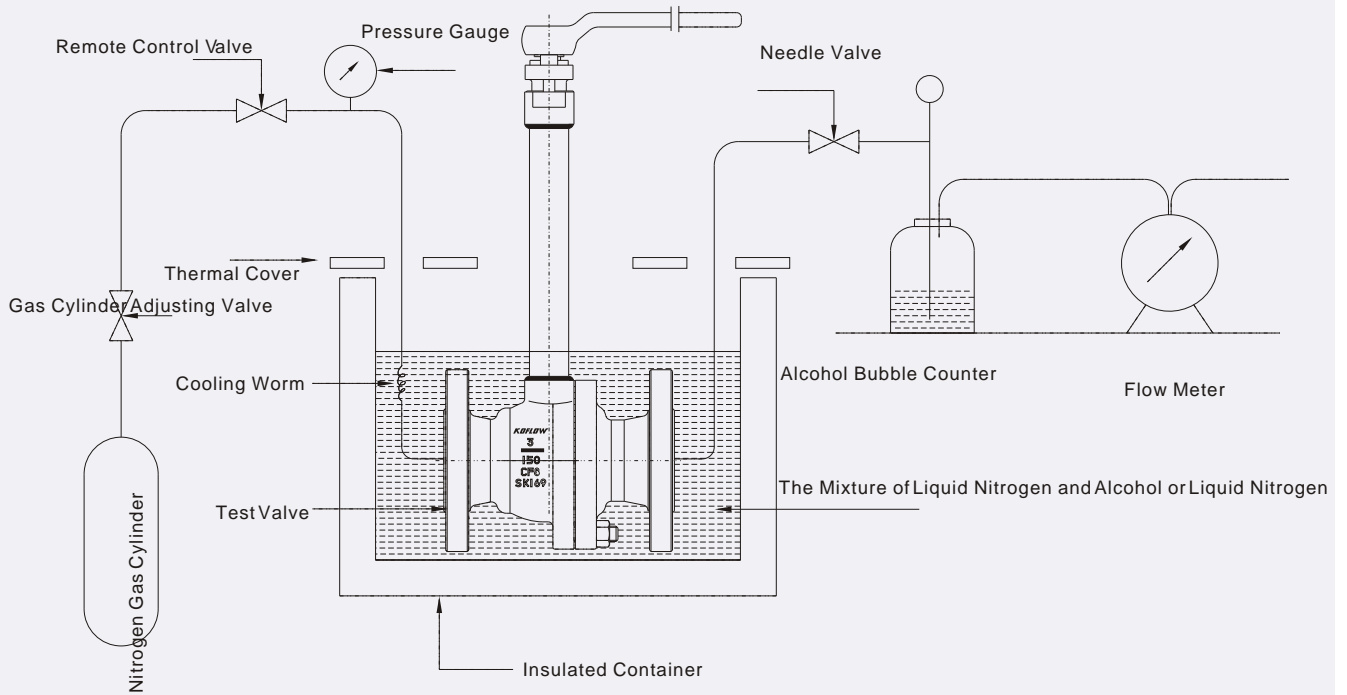 Pressure Gauge
Remote Control Valve
Needle Valve
Thermal Cover
Gas Cylinder Adjusting Valve
Cooling Worm
Alcohol Bubble Counter
Flow Meter
KOFLOW
3
150
CF8
SK169
The Mixture of Liquid Nitrogen and Alcohol or Liquid Nitrogen
Test Valve
Nitrogen Gas Cylinder
Insulated Container